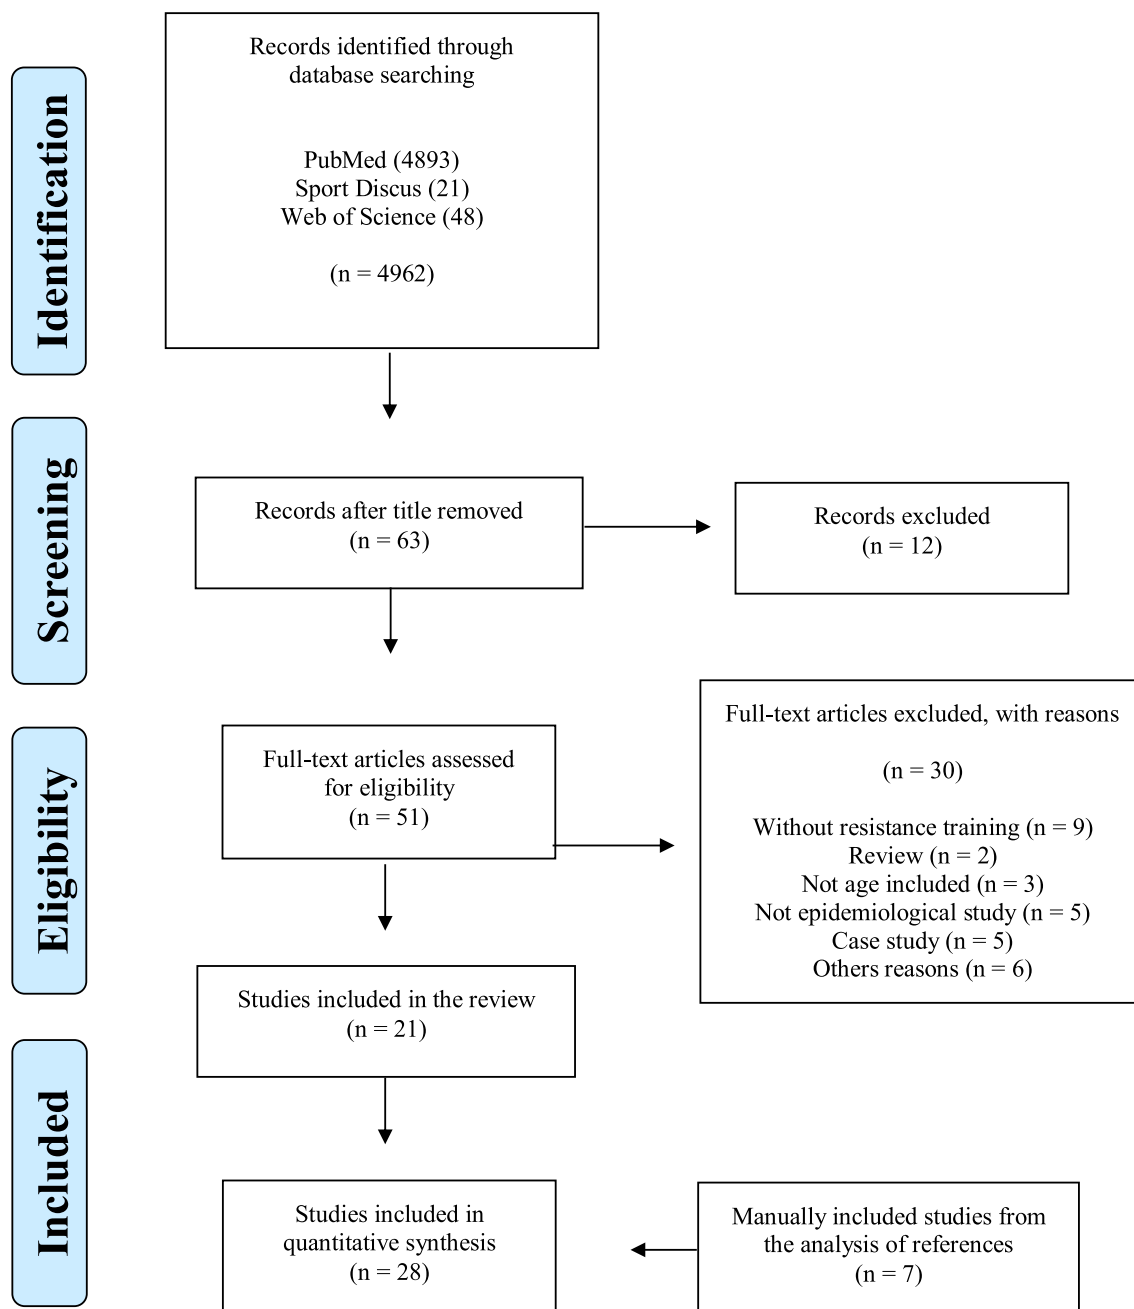 Identification
Records identified through
database searching
PubMed (4893)
Sport Discus (21)
Web of Science (48)
(n = 4962)
Screening
Records after title removed
(n = 63)
Records excluded
(n = 12)
Eligibility
Full-text articles assessed
for eligibility
(n = 51)
Full-text articles excluded, with reasons
(n = 30)
Without resistance training (n = 9)
Review (n = 2)
Not age included (n = 3)
Not epidemiological study (n = 5)
Case study (n = 5)
Others reasons (n = 6)
Studies included in the review
(n = 21)
Included
Studies included in
quantitative synthesis
(n = 28)
Manually included studies from
the analysis of references
(n = 7)